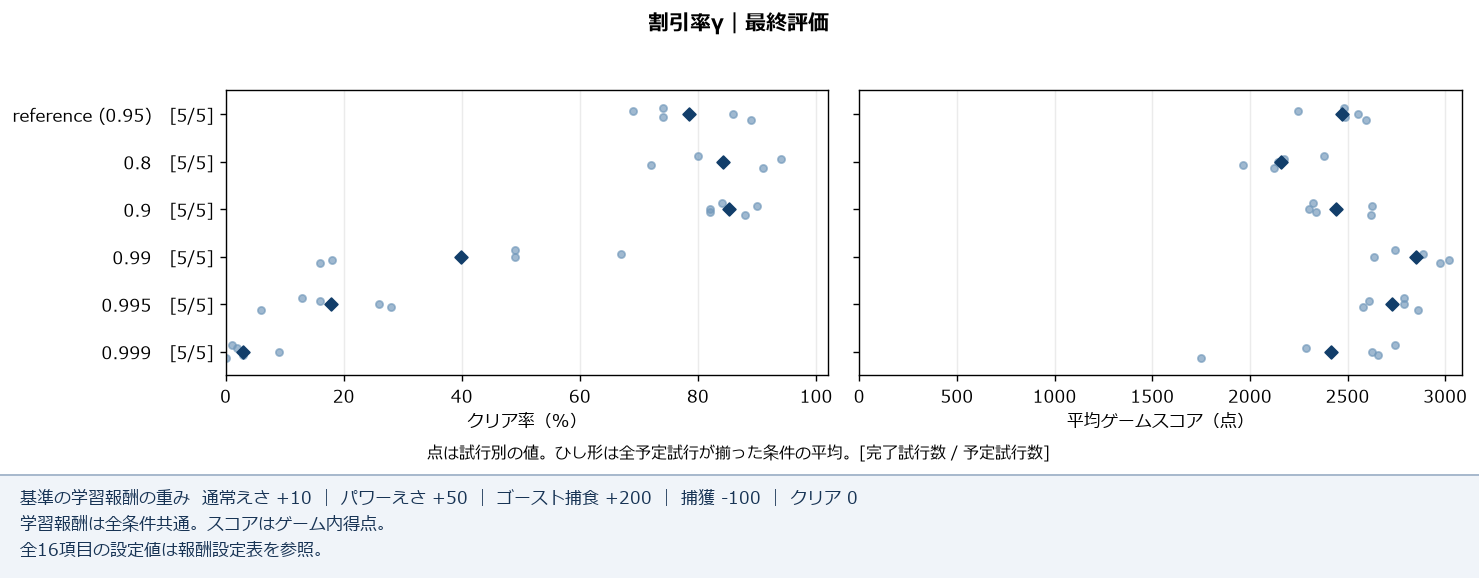 割引率γ｜最終評価
reference (0.95) [5/5]
0.8 [5/5]
0.9 [5/5]
0.99 [5/5]
0.995 [5/5]
0.999 [5/5]
0 20 40 60 80 100
クリア率（%）
0 500 1000 1500 2000 2500 3000
平均ゲームスコア（点）
点は試行別の値。ひし形は全予定試行が揃った条件の平均。[完了試行数 / 予定試行数]
基準の学習報酬の重み 通常えさ +10 ｜ パワーえさ +50 ｜ ゴースト捕食 +200 ｜ 捕獲 -100 ｜ クリア 0
学習報酬は全条件共通。スコアはゲーム内得点。
全16項目の設定値は報酬設定表を参照。